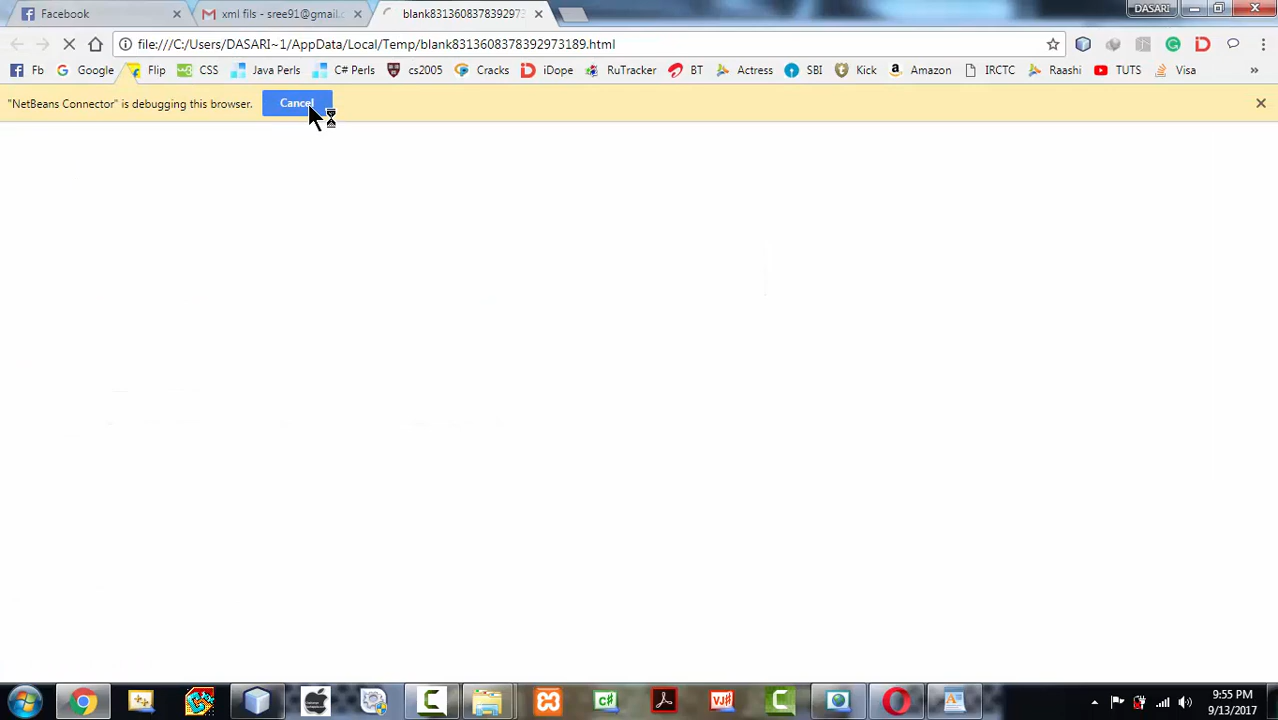 Facebook
xml fils - sree91@gmail.c
blank8313608378392973
DASARI
file:///C:/Users/DASARI~1/AppData/Local/Temp/blank8313608378392973189.html
Fb Google Flip CSS Java Perls C# Perls cs2005 Cracks iDope RuTracker BT Actress SBI Kick Amazon IRCTC Raashi TUTS Visa »
"NetBeans Connector" is debugging this browser. Cancel
9:55 PM
9/13/2017